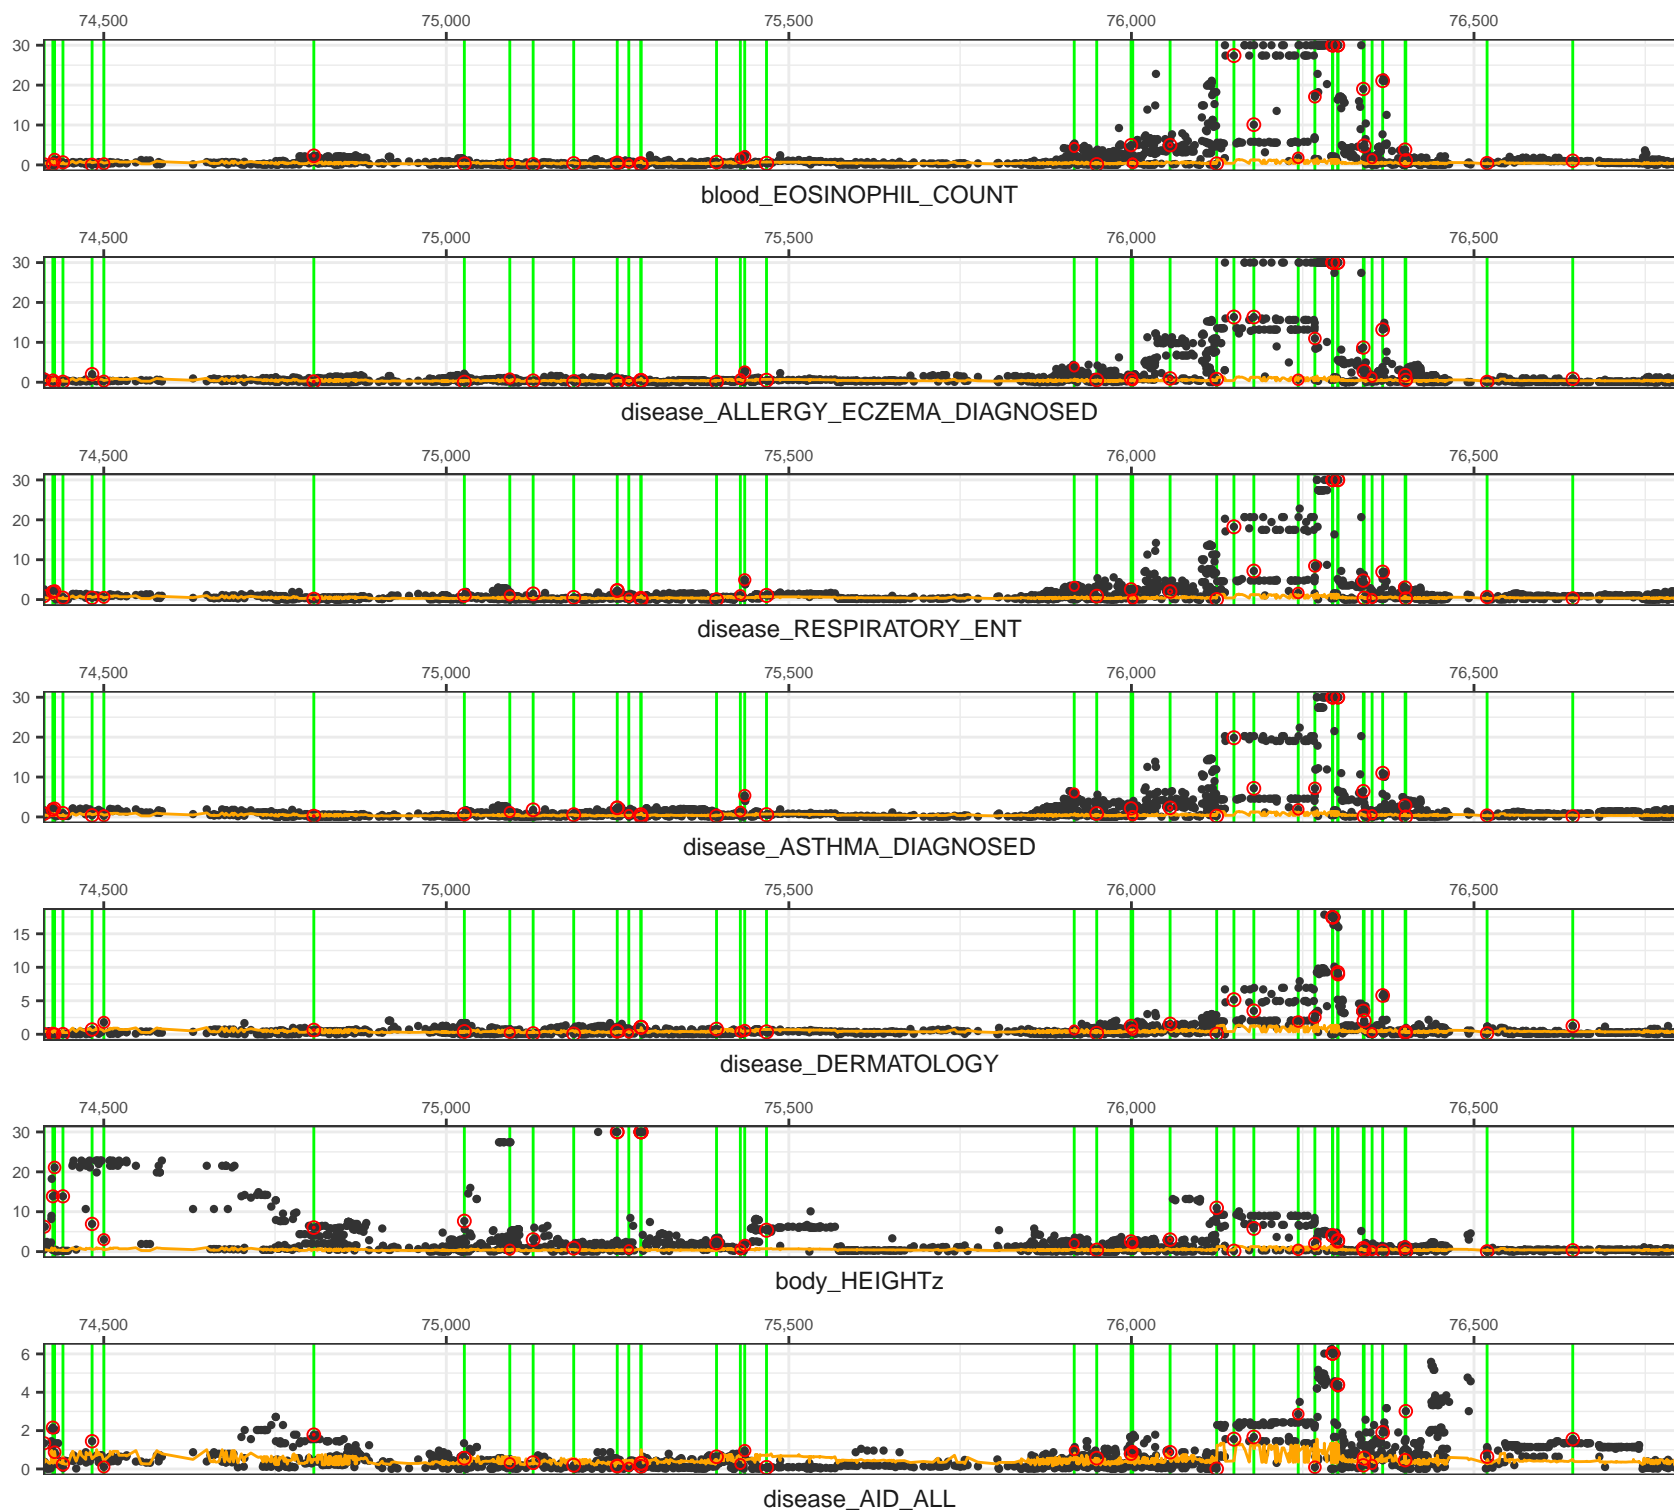 74,500 75,000 75,500 76,000 76,500
30
20
10
0
blood_EOSINOPHIL_COUNT
74,500 75,000 75,500 76,000 76,500
30
20
10
0
disease_ALLERGY_ECZEMA_DIAGNOSED
74,500 75,000 75,500 76,000 76,500
30
20
10
0
disease_RESPIRATORY_ENT
74,500 75,000 75,500 76,000 76,500
30
20
10
0
disease_ASTHMA_DIAGNOSED
74,500 75,000 75,500 76,000 76,500
15
10
5
0
disease_DERMATOLOGY
74,500 75,000 75,500 76,000 76,500
30
20
10
0
body_HEIGHTz
74,500 75,000 75,500 76,000 76,500
6
4
2
0
disease_AID_ALL